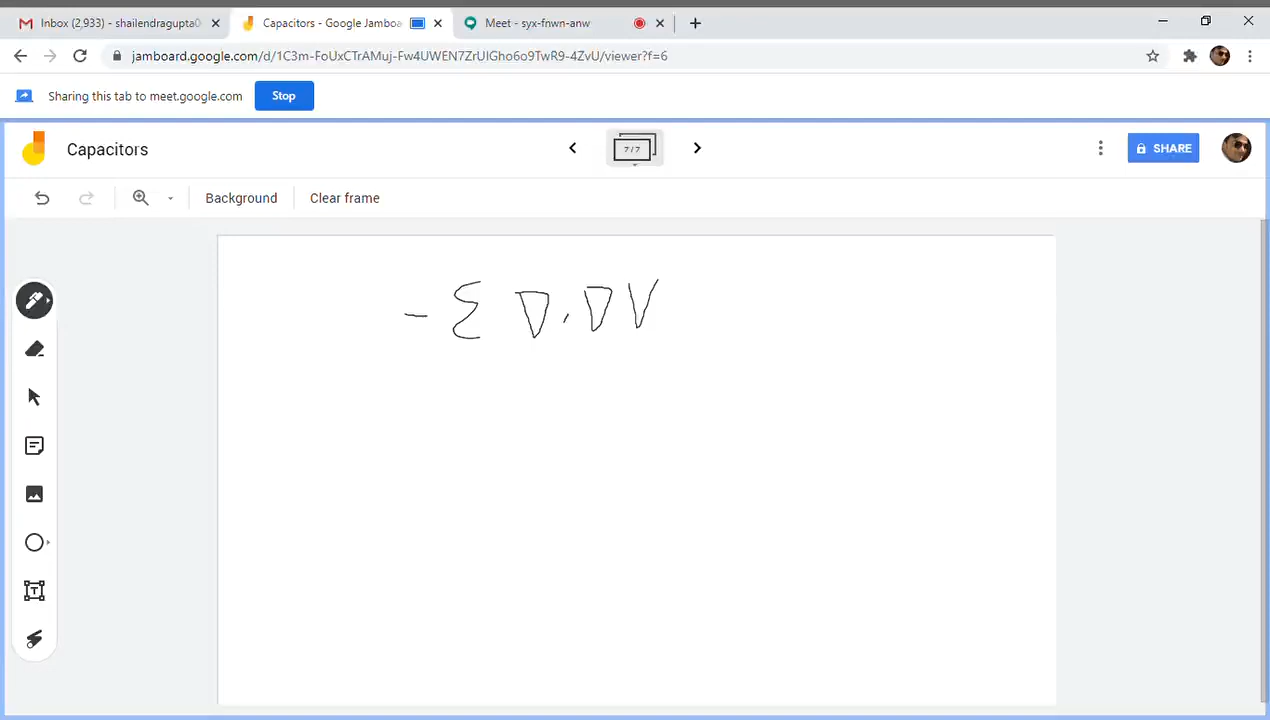 Inbox (2,933) - shailendragupta0
Capacitors - Google Jamboa
Meet - syx-fnwn-anw
jamboard.google.com/d/1C3m-FoUxCTrAMuj-Fw4UWEN7ZrUIGho6o9TwR9-4ZvU/viewer?f=6
Sharing this tab to meet.google.com Stop
Capacitors
7/7
SHARE
Background Clear frame
- Σ ∇.∇V